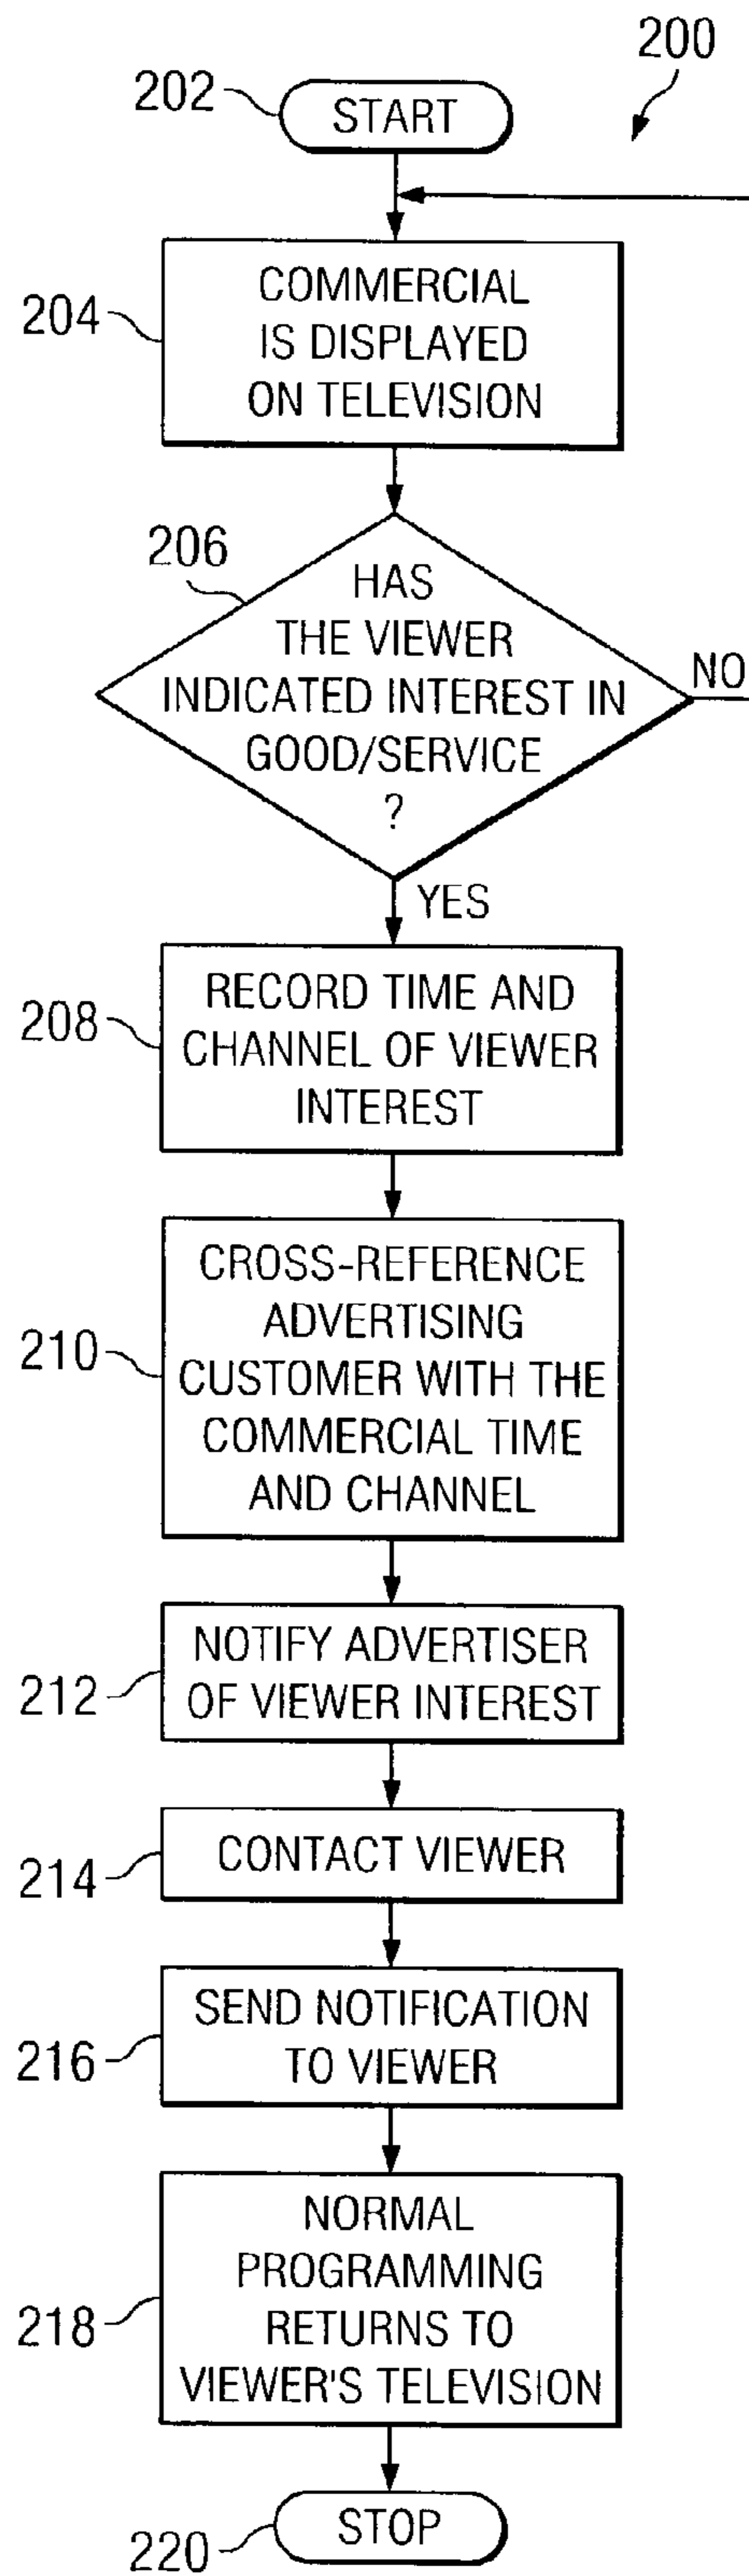 200
202
START
204
COMMERCIAL
IS DISPLAYED
ON TELEVISION
206
HAS
THE VIEWER
INDICATED INTEREST IN
GOOD/SERVICE
?
NO
YES
208
RECORD TIME AND
CHANNEL OF VIEWER
INTEREST
210
CROSS-REFERENCE
ADVERTISING
CUSTOMER WITH THE
COMMERCIAL TIME
AND CHANNEL
212
NOTIFY ADVERTISER
OF VIEWER INTEREST
214
CONTACT VIEWER
216
SEND NOTIFICATION
TO VIEWER
218
NORMAL
PROGRAMMING
RETURNS TO
VIEWER'S TELEVISION
220
STOP